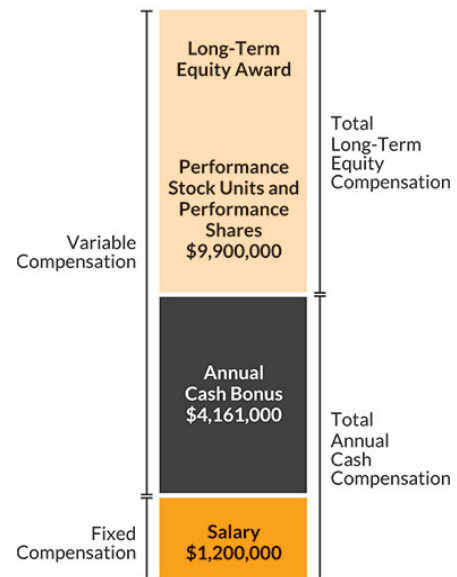 Long-Term
Equity Award
Total
Long-Term
Equity
Compensation
Performance
Stock Units and
Performance
Shares
$9,900,000
Variable
Compensation
Annual
Cash Bonus
$4,161,000
Total
Annual
Cash
Compensation
Fixed
Compensation
Salary
$1,200,000